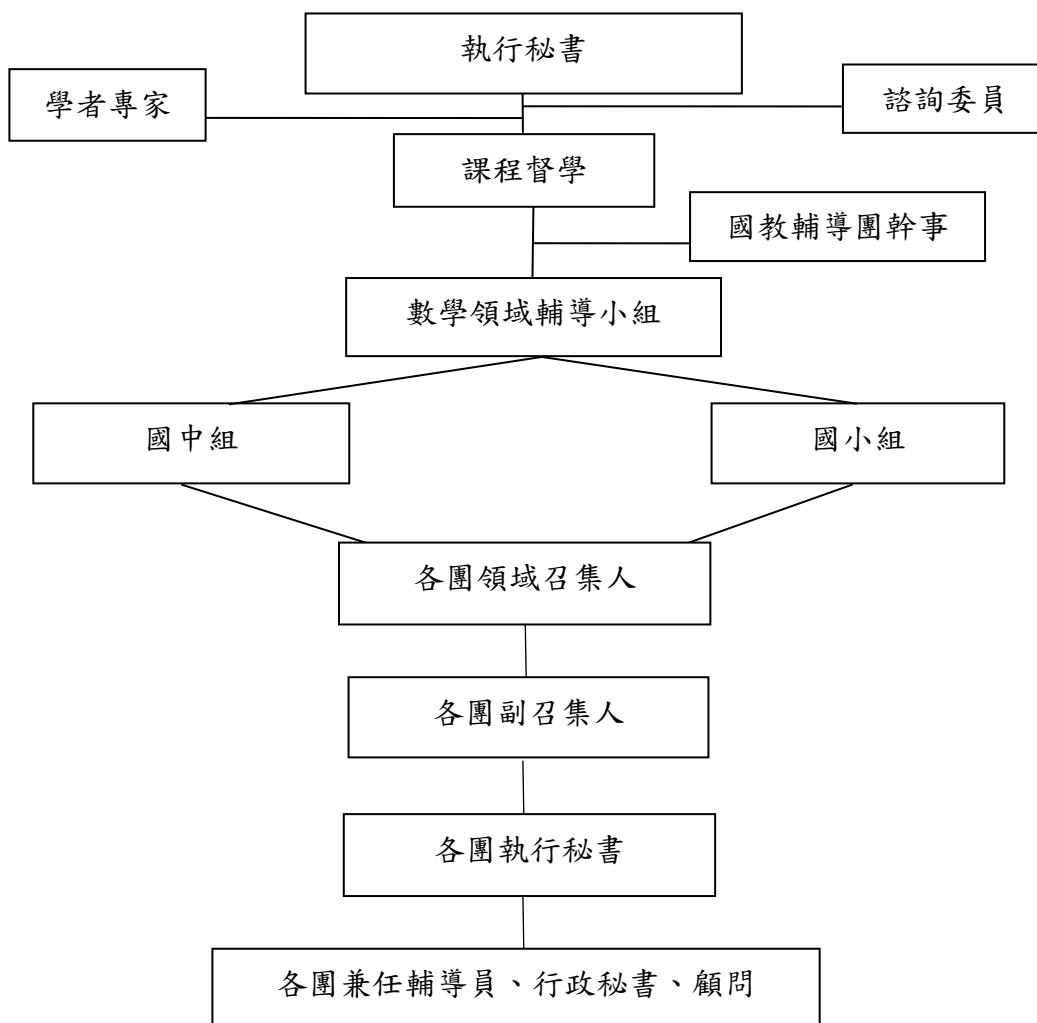 執行秘書
學者專家
諮詢委員
課程督學
國教輔導團幹事
數學領域輔導小組
國中組
國小組
各團領域召集人
各團副召集人
各團執行秘書
各團兼任輔導員、行政秘書、顧問